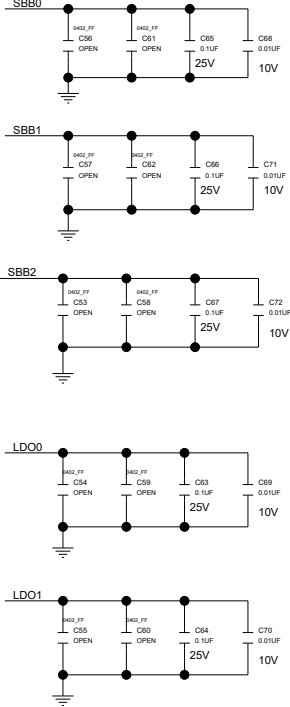 SBB0
0402_FF 0402_FF
C56 C61 C65 C68
OPEN OPEN 0.1UF 0.01UF
25V 10V
SBB1
0402_FF 0402_FF
C57 C62 C66 C71
OPEN OPEN 0.1UF 0.01UF
25V 10V
SBB2
0402_FF 0402_FF
C53 C58 C67 C72
OPEN OPEN 0.1UF 0.01UF
25V 10V
LDO0
0402_FF 0402_FF
C54 C59 C63 C69
OPEN OPEN 0.1UF 0.01UF
25V 10V
LDO1
0402_FF 0402_FF
C55 C60 C64 C70
OPEN OPEN 0.1UF 0.01UF
25V 10V